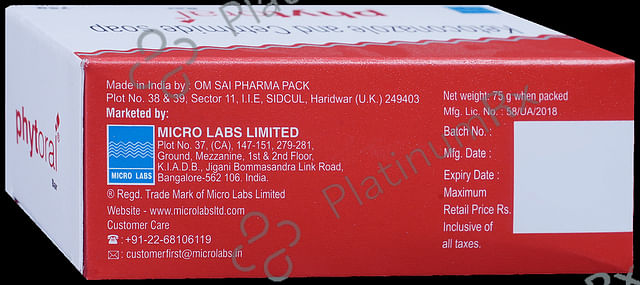 75g
phytoral
Ketoconazole and Cetrimide soap
phytoral
Bar
Made in India by : OM SAI PHARMA PACK
Plot No. 38 & 39, Sector 11, I.I.E, SIDCUL, Haridwar (U.K.) 249403
Marketed by:
MICRO LABS
MICRO LABS LIMITED
Plot No. 37, (CA), 147-151, 279-281,
Ground, Mezzanine, 1st & 2nd Floor,
K.I.A.D.B., Jigani Bommasandra Link Road,
Bangalore-562 106. India.
® Regd. Trade Mark of Micro Labs Limited
Website - www.microlabsltd.com
Customer Care
☎ : +91-22-68106119
✉ : customerfirst@microlabs.in
Net weight: 75 g when packed
Mfg. Lic. No. : 58/UA/2018
Batch No. :
Mfg. Date :
Expiry Date :
Maximum
Retail Price Rs.
Inclusive of
all taxes.
PlatinumRx